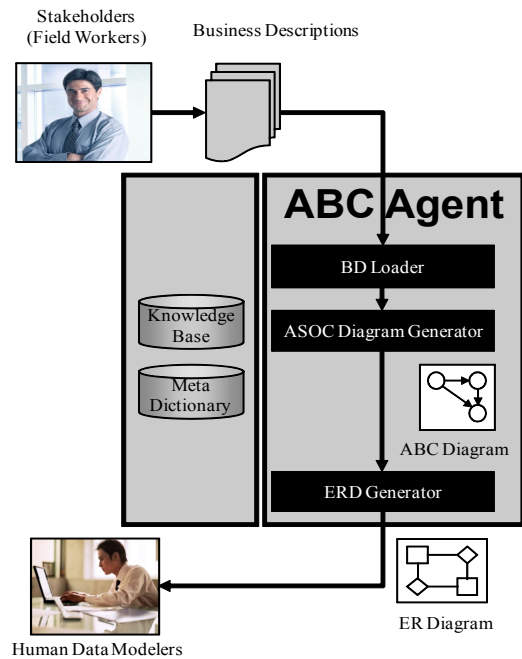 Stakeholders
(Field Workers)
Business Descriptions
ABC Agent
BD Loader
Knowledge
Base
ASOC Diagram Generator
Meta
Dictionary
ABC Diagram
ERD Generator
ER Diagram
Human Data Modelers